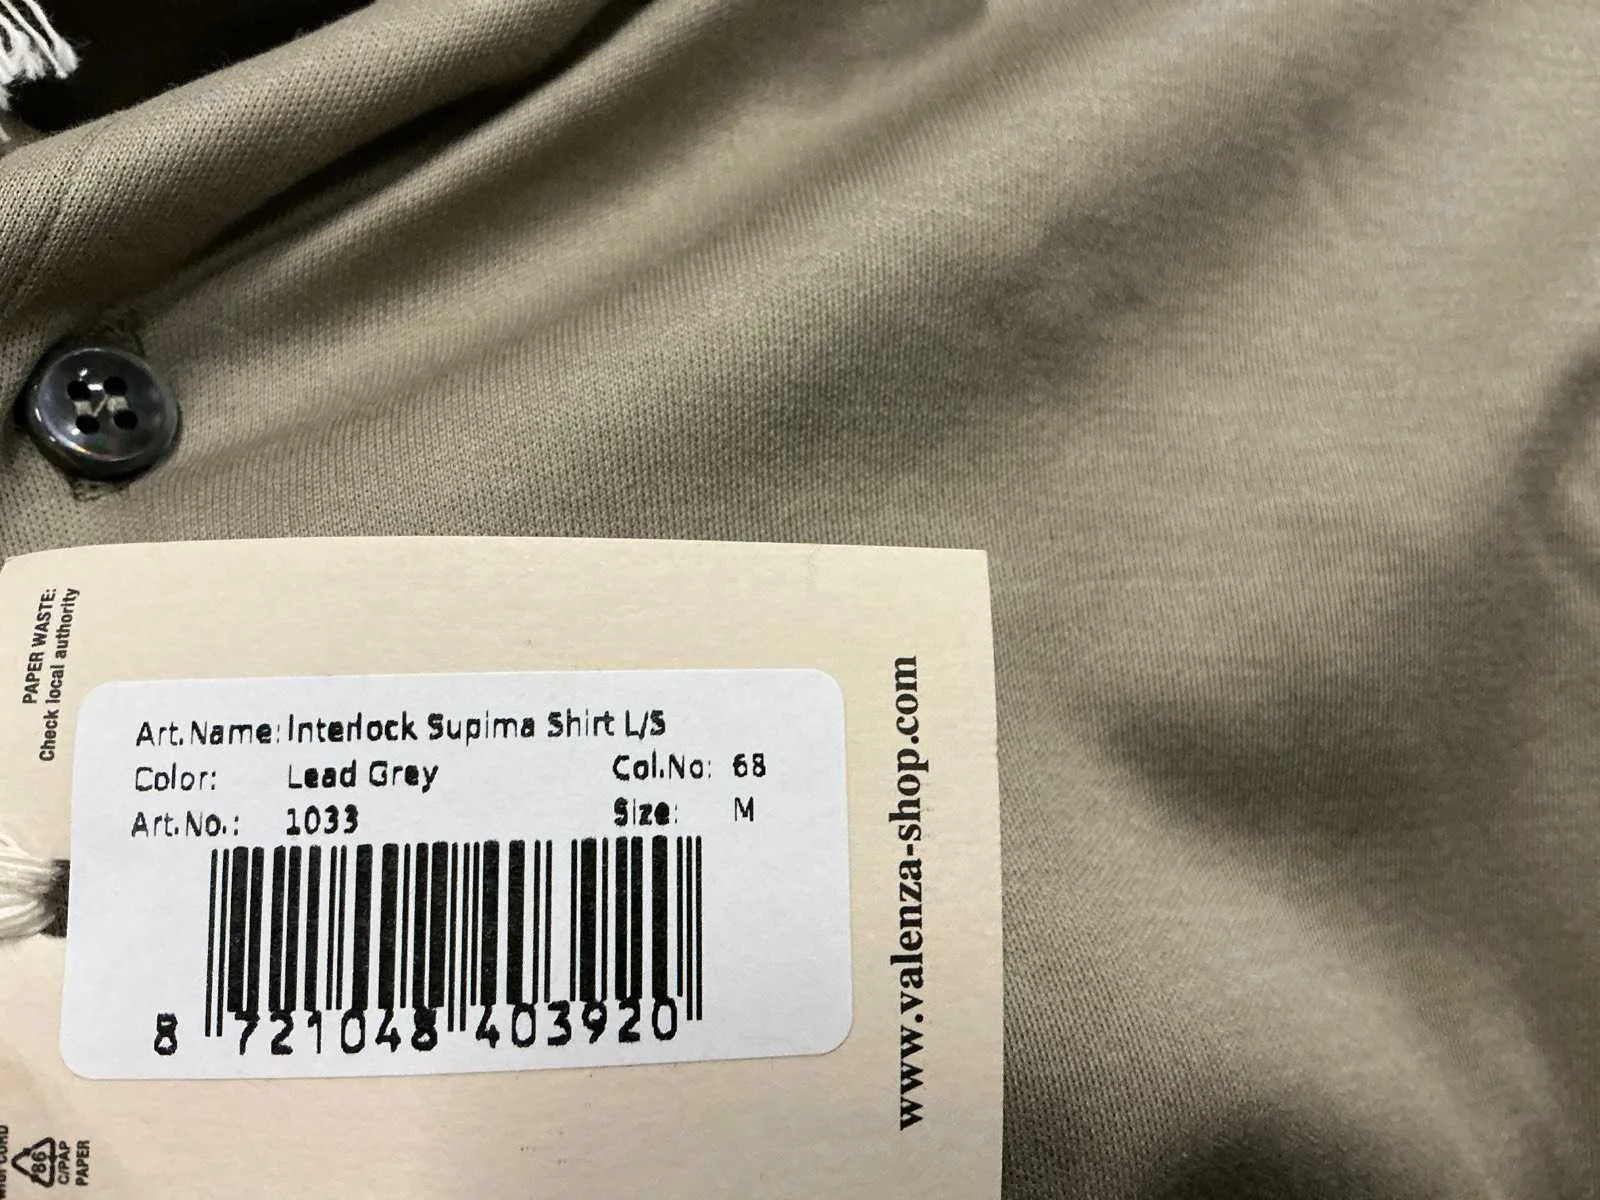 PAPER WASTE:
Check local authority
Art.Name: Interlock Supima Shirt L/S
Color: Lead Grey Col.No: 68
Art.No.: 1033 Size: M
8 721048 403920
www.valenza-shop.com
C/PAP
PAPER